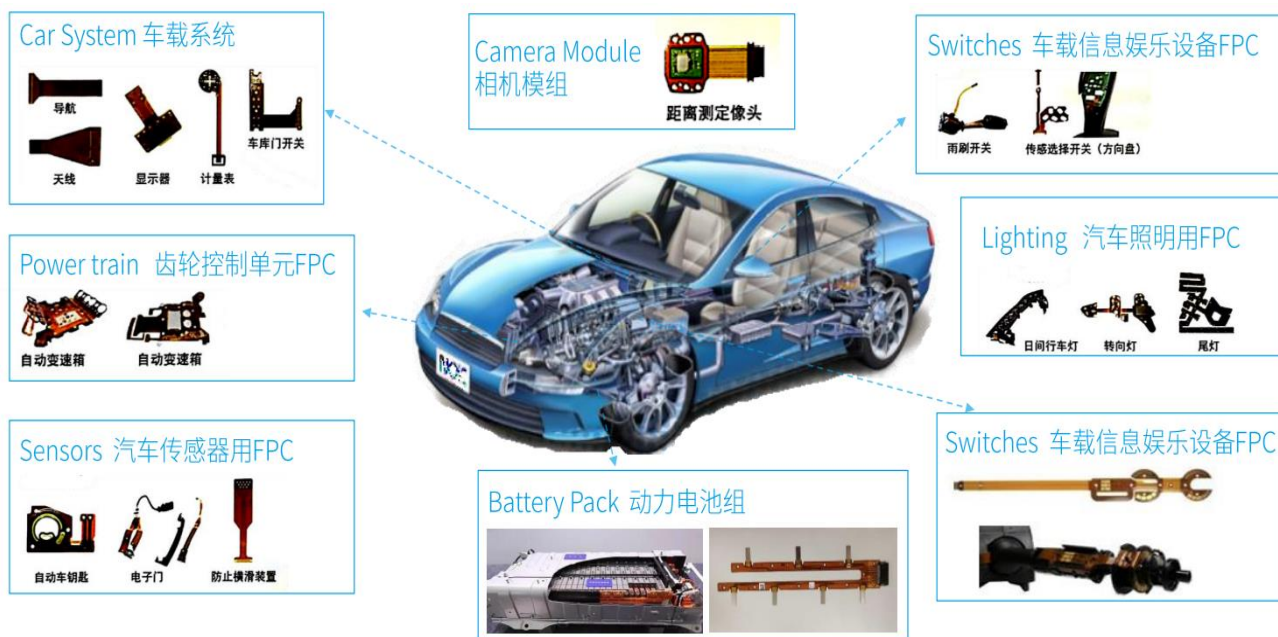 Car System 车载系统
导航
天线
显示器
计量表
车库门开关
Camera Module
相机模组
距离测定像头
Switches 车载信息娱乐设备FPC
雨刷开关
传感选择开关（方向盘）
Power train 齿轮控制单元FPC
自动变速箱
自动变速箱
Lighting 汽车照明用FPC
日间行车灯
转向灯
尾灯
Sensors 汽车传感器用FPC
自动车钥匙
电子门
防止横滑装置
Battery Pack 动力电池组
Switches 车载信息娱乐设备FPC